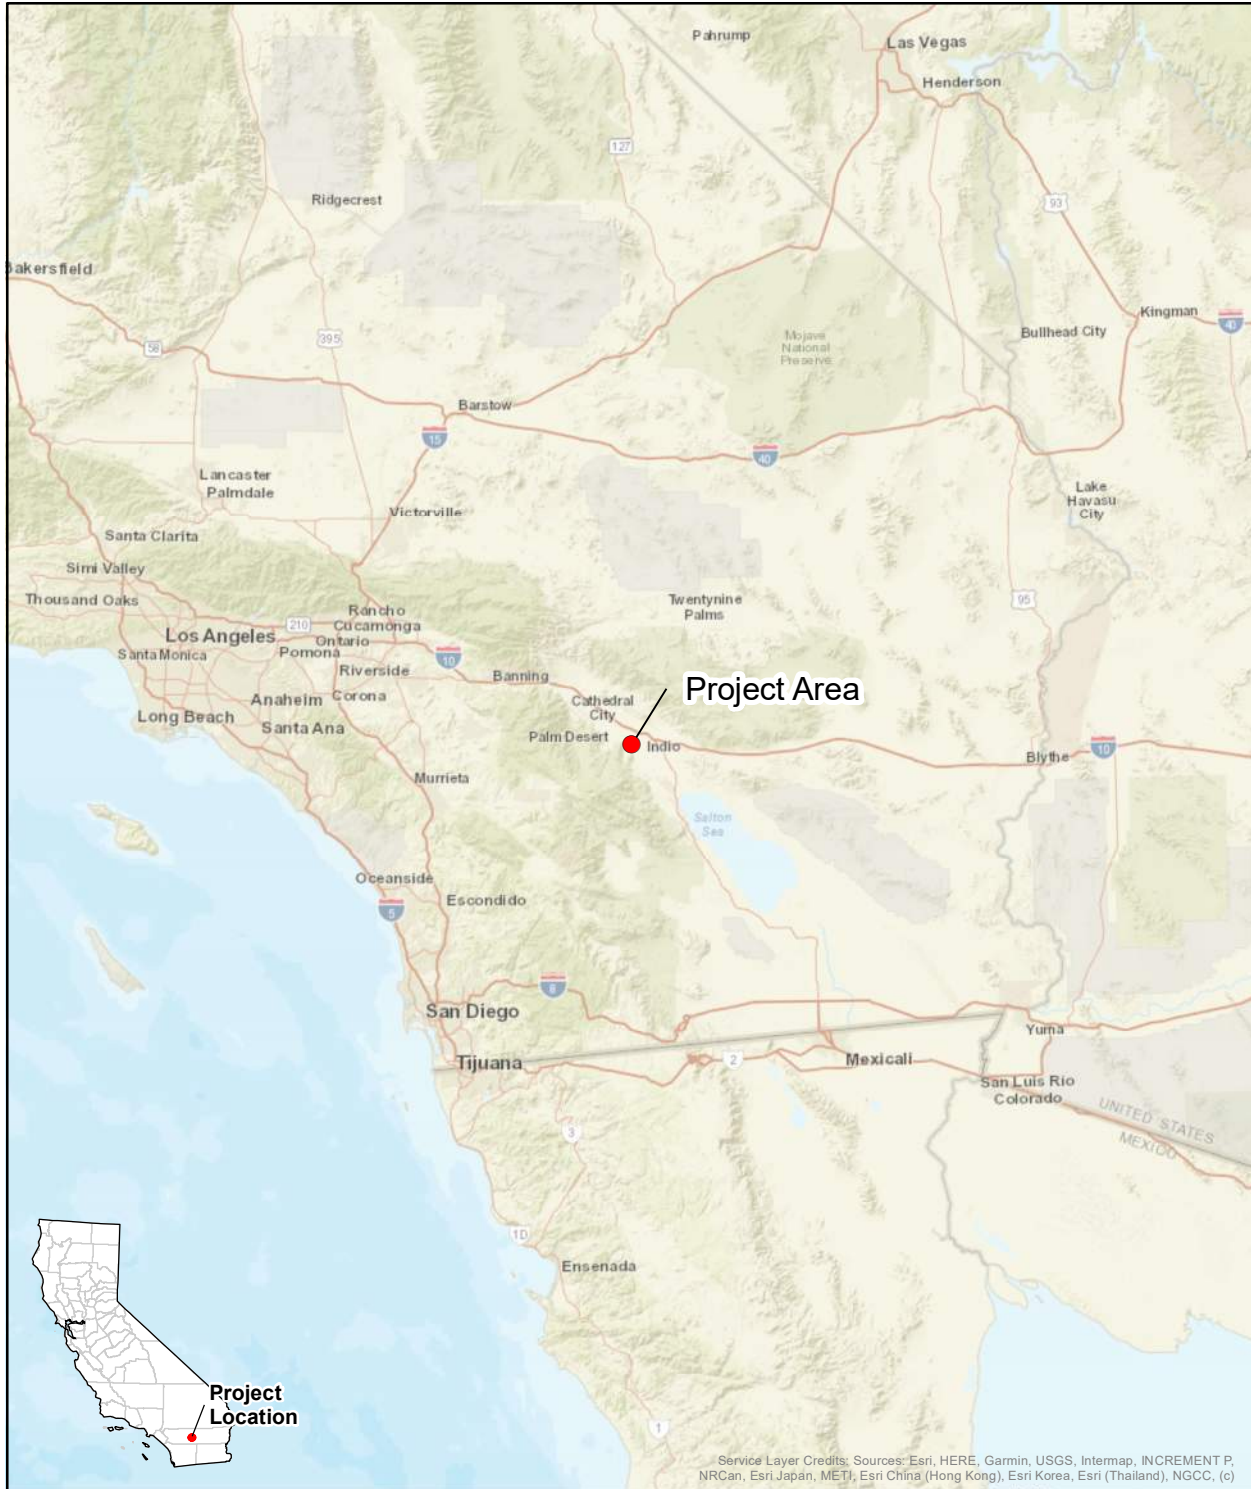 Pahrump
Las Vegas
Henderson
127
Ridgecrest
93
Bakersfield
Kingman
40
Bullhead City
58
395
Mojave
National
Preserve
Barstow
15
40
Lancaster
Palmdale
Lake
Havasu
City
Victorville
Santa Clarita
Simi Valley
Thousand Oaks
Twentynine
Palms
95
Rancho
Cucamonga
210
Los Angeles
Ontario
Santa Monica
Pomona
10
Riverside
Banning
Project Area
Anaheim
Corona
Cathedral
City
Long Beach
Santa Ana
Palm Desert
Indio
10
Blythe
Murrieta
Salton
Sea
Oceanside
Escondido
5
8
San Diego
Yuma
Tijuana
2
Mexicali
San Luis Rio
Colorado
UNITED STATES
MEXICO
3
1D
Ensenada
Project
Location
1
Service Layer Credits: Sources: Esri, HERE, Garmin, USGS, Intermap, INCREMENT P,
NRCan, Esri Japan, METI, Esri China (Hong Kong), Esri Korea, Esri (Thailand), NGCC, (c)